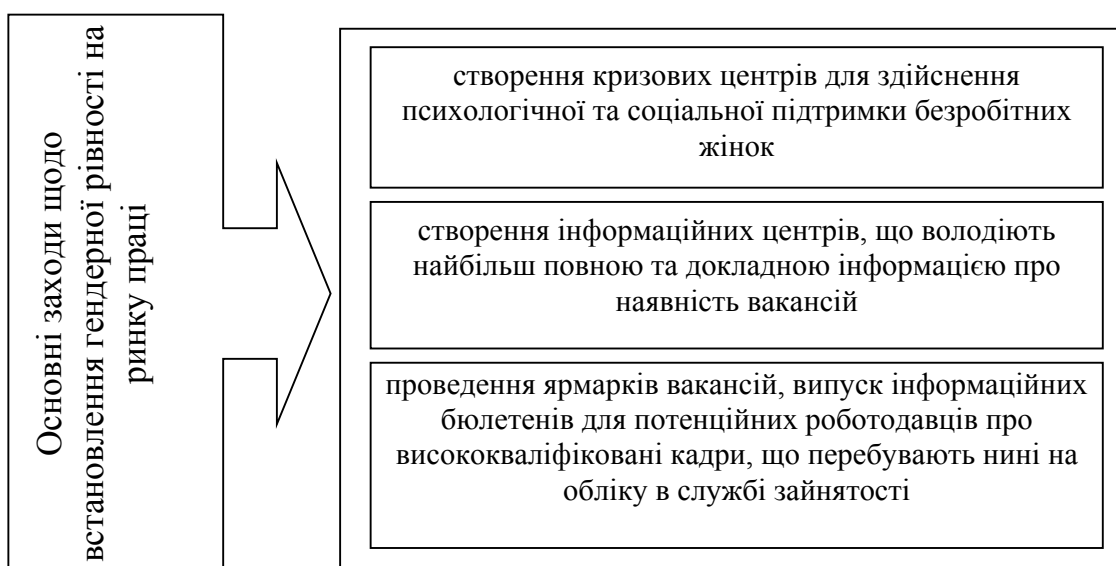 Основні заходи щодо
встановлення гендерної рівності на
ринку праці
створення кризових центрів для здійснення
психологічної та соціальної підтримки безробітних
жінок
створення інформаційних центрів, що володіють
найбільш повною та докладною інформацією про
наявність вакансій
проведення ярмарків вакансій, випуск інформаційних
бюлетенів для потенційних роботодавців про
висококваліфіковані кадри, що перебувають нині на
обліку в службі зайнятості